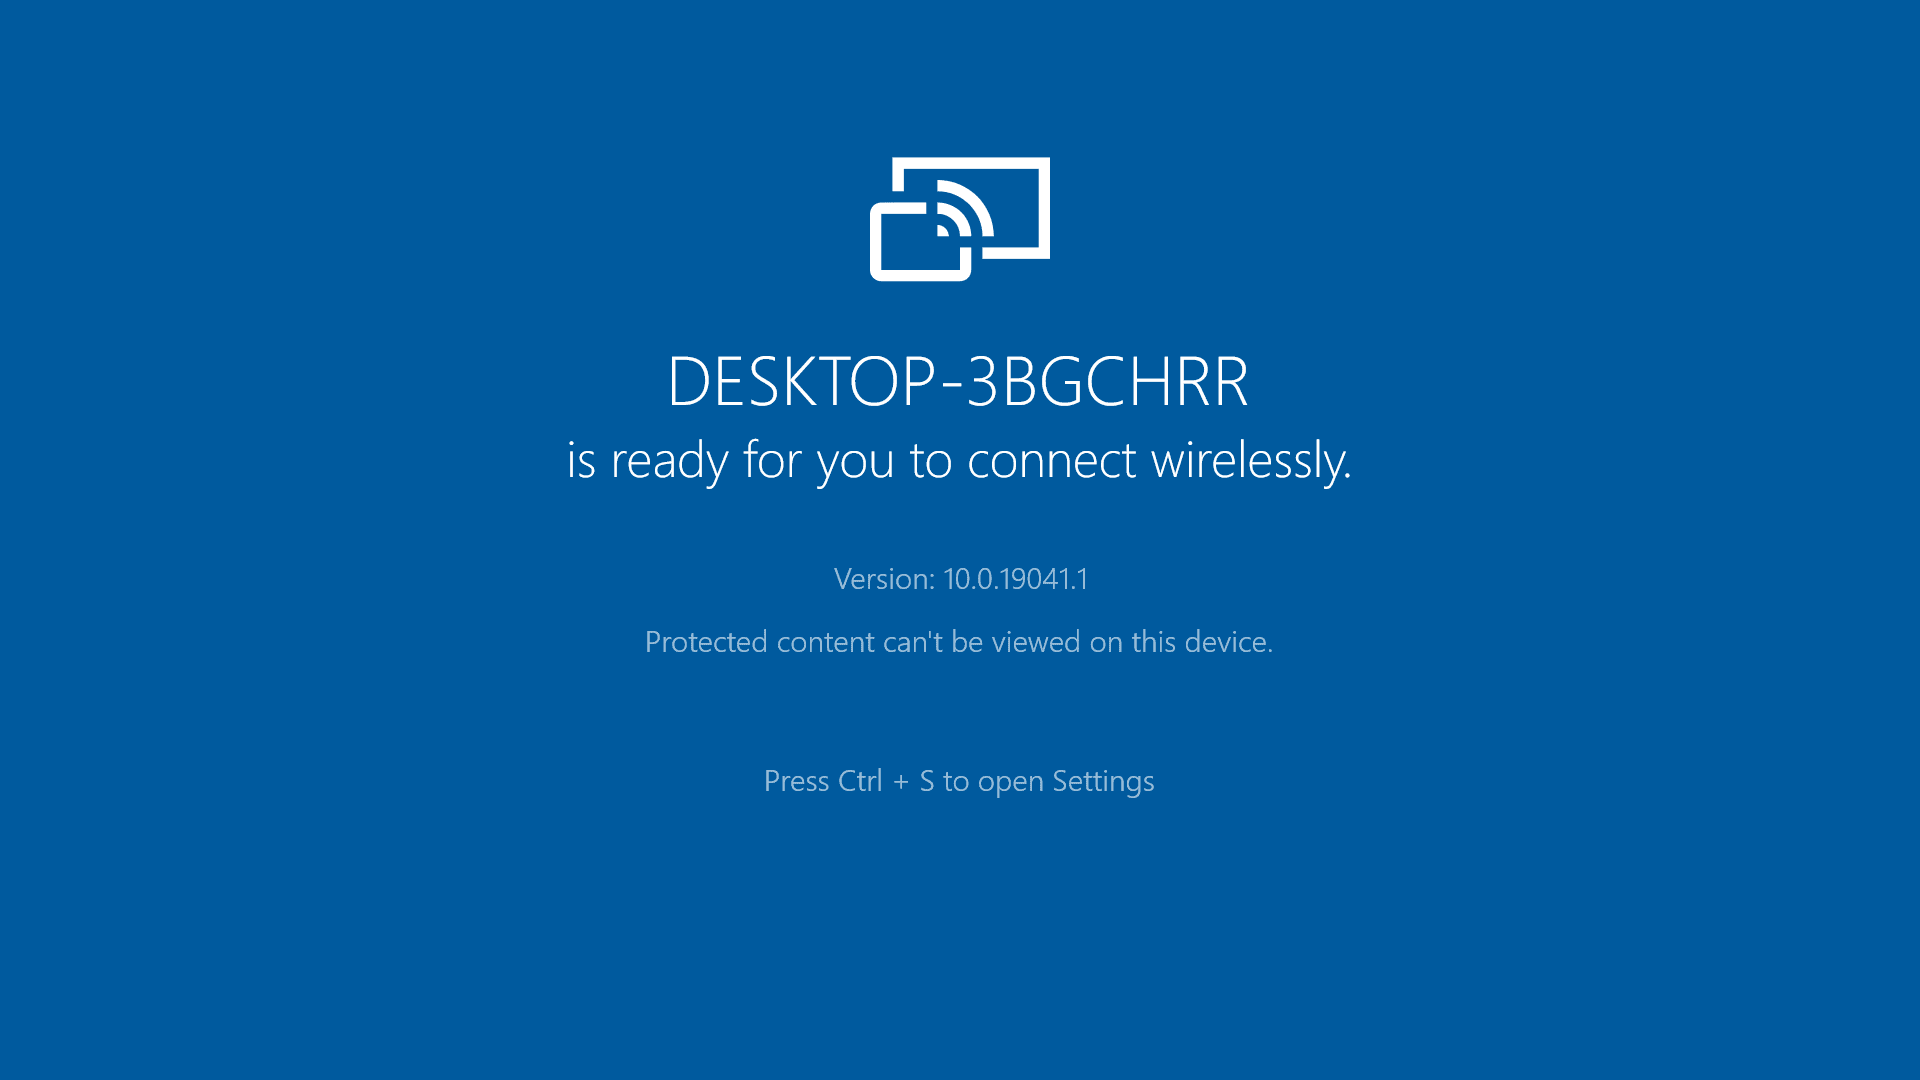 DESKTOP-3BGCHRR
is ready for you to connect wirelessly.
Version: 10.0.19041.1
Protected content can't be viewed on this device.
Press Ctrl + S to open Settings